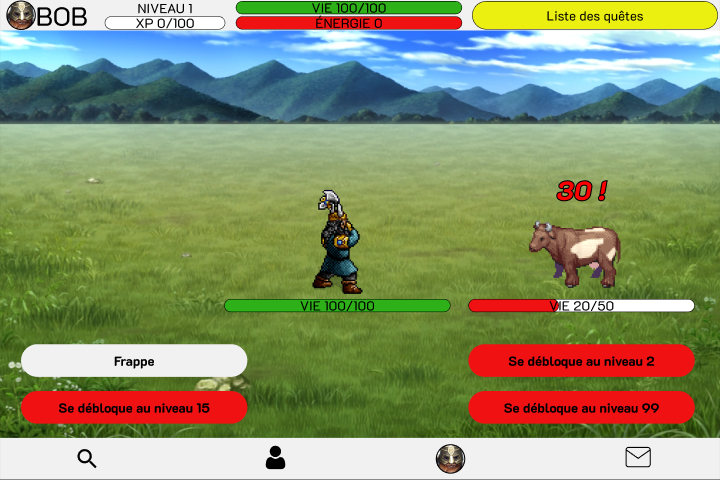 BOB
NIVEAU 1
XP 0/100
VIE 100/100
ÉNERGIE 0
Liste des quêtes
30 !
VIE 100/100
VIE 20/50
Frappe
Se débloque au niveau 2
Se débloque au niveau 15
Se débloque au niveau 99